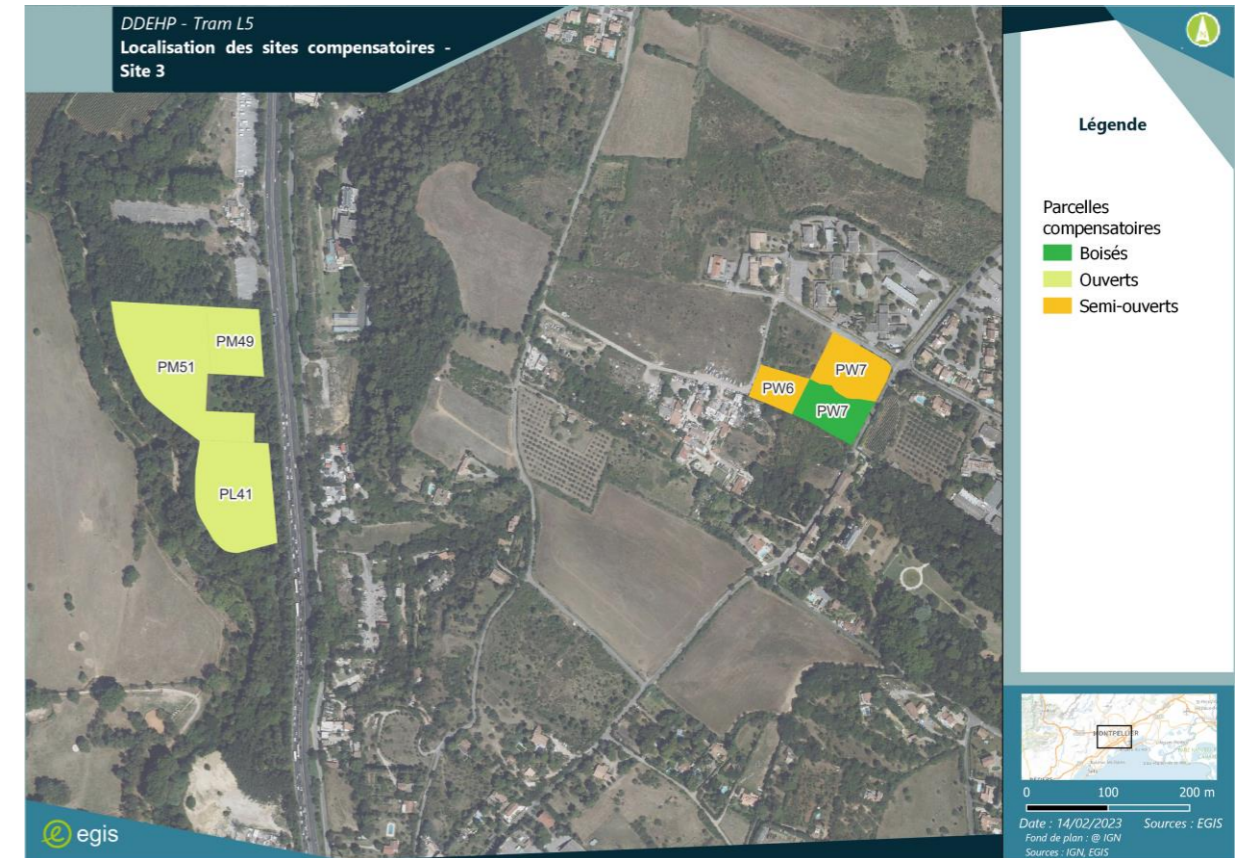 DDEHP - Tram L5
Localisation des sites compensatoires -
Site 3
Légende
Parcelles
compensatoires
Boisés
Ouverts
Semi-ouverts
PM49
PM51
PL41
PW7
PW6
PW7
MONTPELLIER
0 100 200 m
Date : 14/02/2023 Sources : EGIS
Fond de plan : @ IGN
Sources : IGN, EGIS
egis